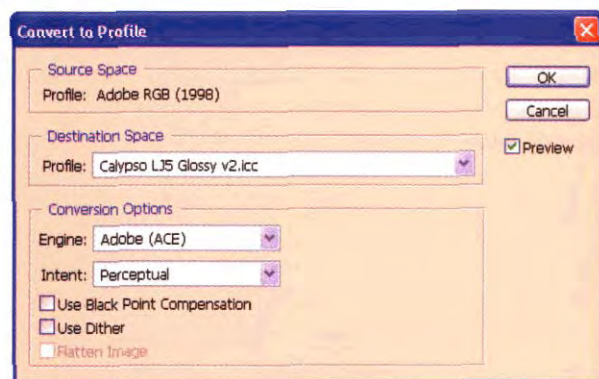 Convert to Profile
Source Space
Profile: Adobe RGB (1998)
OK
Cancel
Preview
Destination Space
Profile: Calypso LJ5 Glossy v2.icc
Conversion Options
Engine: Adobe (ACE)
Intent: Perceptual
Use Black Point Compensation
Use Dither
Flatten Image